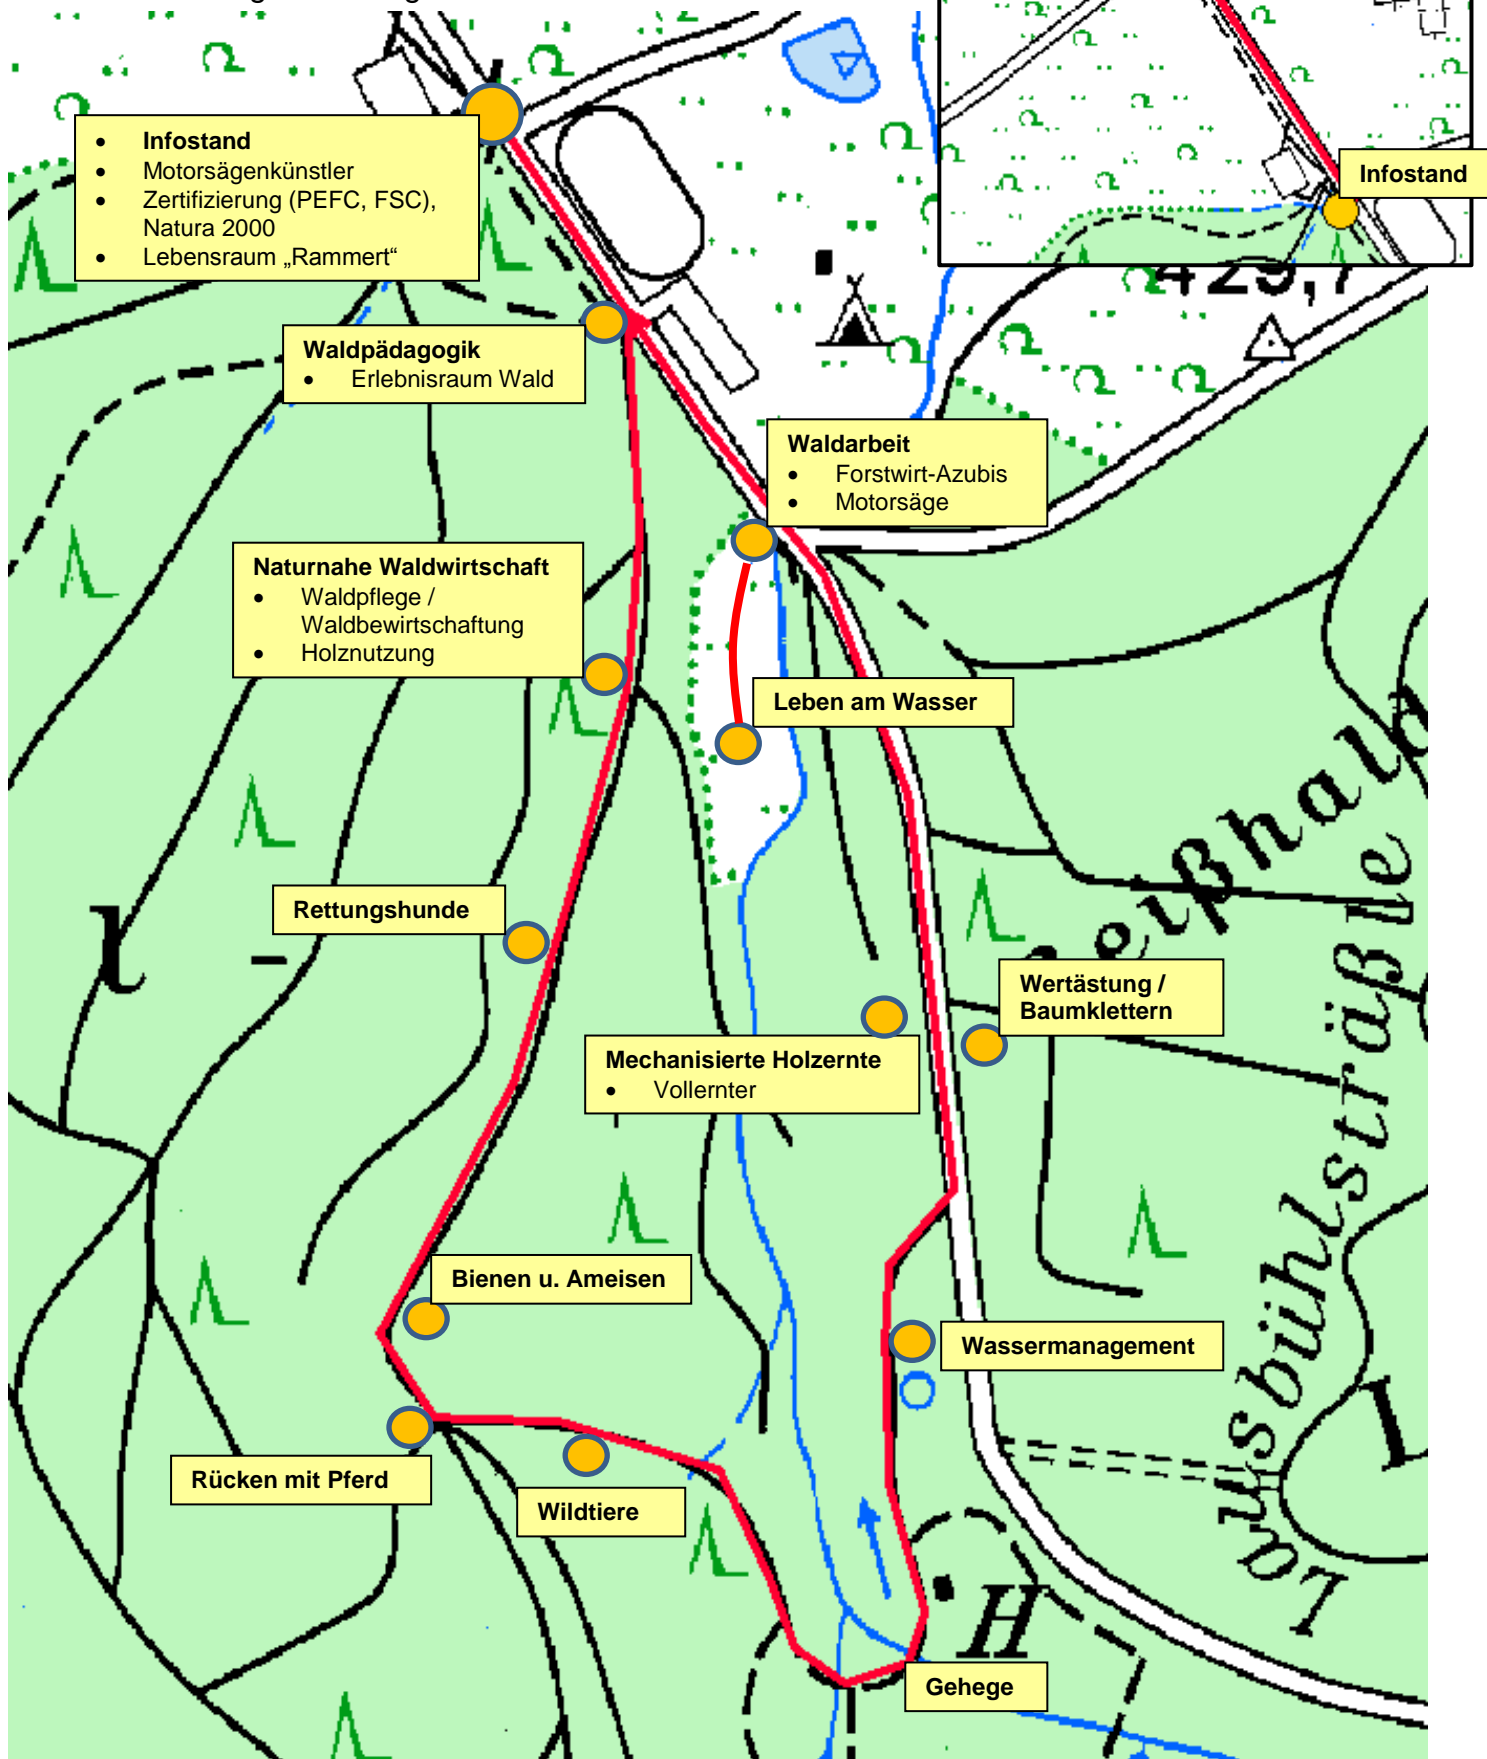 Infostand
Motorsägenkünstler
Zertifizierung (PEFC, FSC),
Natura 2000
Lebensraum „Rammert“
Infostand
Waldpädagogik
Erlebnisraum Wald
Waldarbeit
Forstwirt-Azubis
Motorsäge
Naturnahe Waldwirtschaft
Waldpflege /
Waldbewirtschaftung
Holznutzung
Leben am Wasser
Rettungshunde
l -
Wertästung /
Baumklettern
Mechanisierte Holzernte
Vollernter
Bienen u. Ameisen
Wassermanagement
Lausbühlsträßle
L
Rücken mit Pferd
Wildtiere
H
Gehege